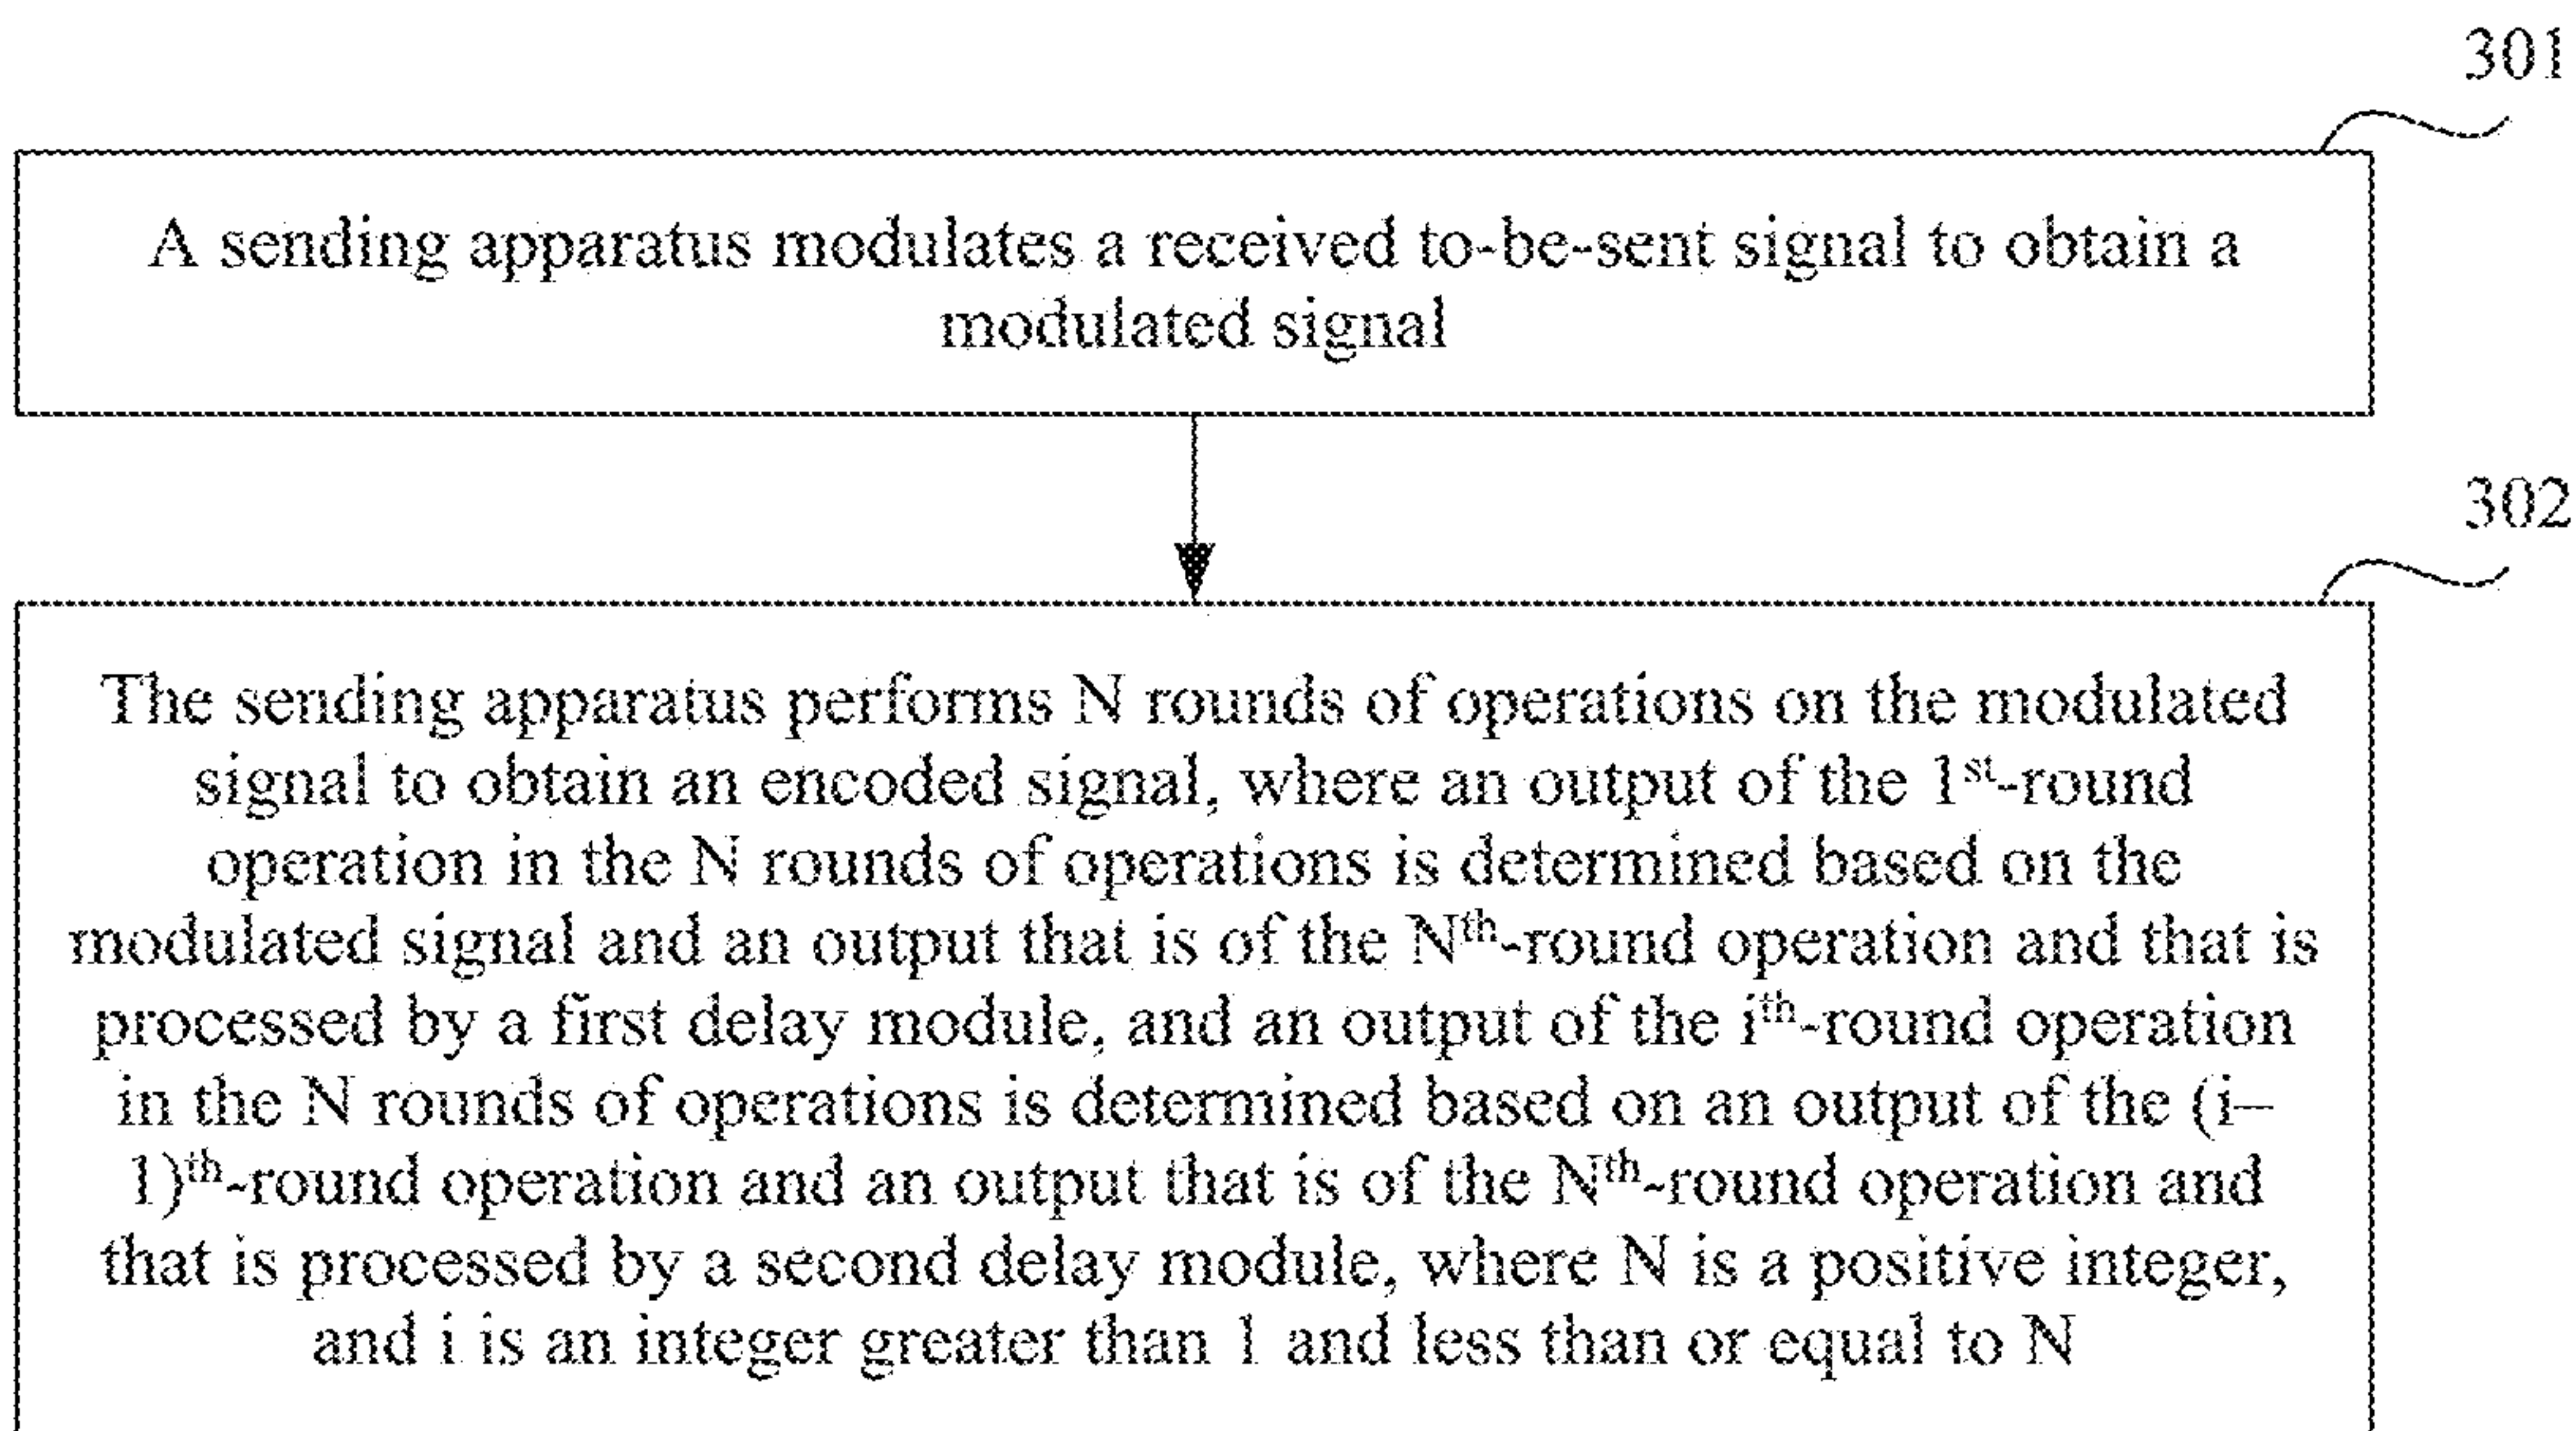 301
A sending apparatus modulates a received to-be-sent signal to obtain a
modulated signal
302
The sending apparatus performs N rounds of operations on the modulated
signal to obtain an encoded signal, where an output of the 1st-round
operation in the N rounds of operations is determined based on the
modulated signal and an output that is of the Nth-round operation and that is
processed by a first delay module, and an output of the ith-round operation
in the N rounds of operations is determined based on an output of the (i–
1)th-round operation and an output that is of the Nth-round operation and
that is processed by a second delay module, where N is a positive integer,
and i is an integer greater than 1 and less than or equal to N